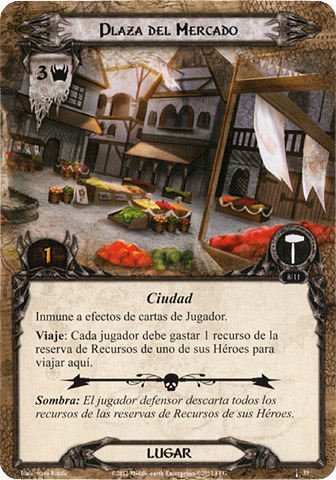 PLAZA DEL MERCADO
3
1
8/11
Ciudad
Inmune a efectos de cartas de Jugador.
Viaje: Cada jugador debe gastar 1 recurso de la
reserva de Recursos de uno de sus Héroes para
viajar aquí.
Sombra: El jugador defensor descarta todos los
recursos de las reservas de Recursos de sus Héroes.
LUGAR
©2012 Middle-earth Enterprises ©2012 FFG
39